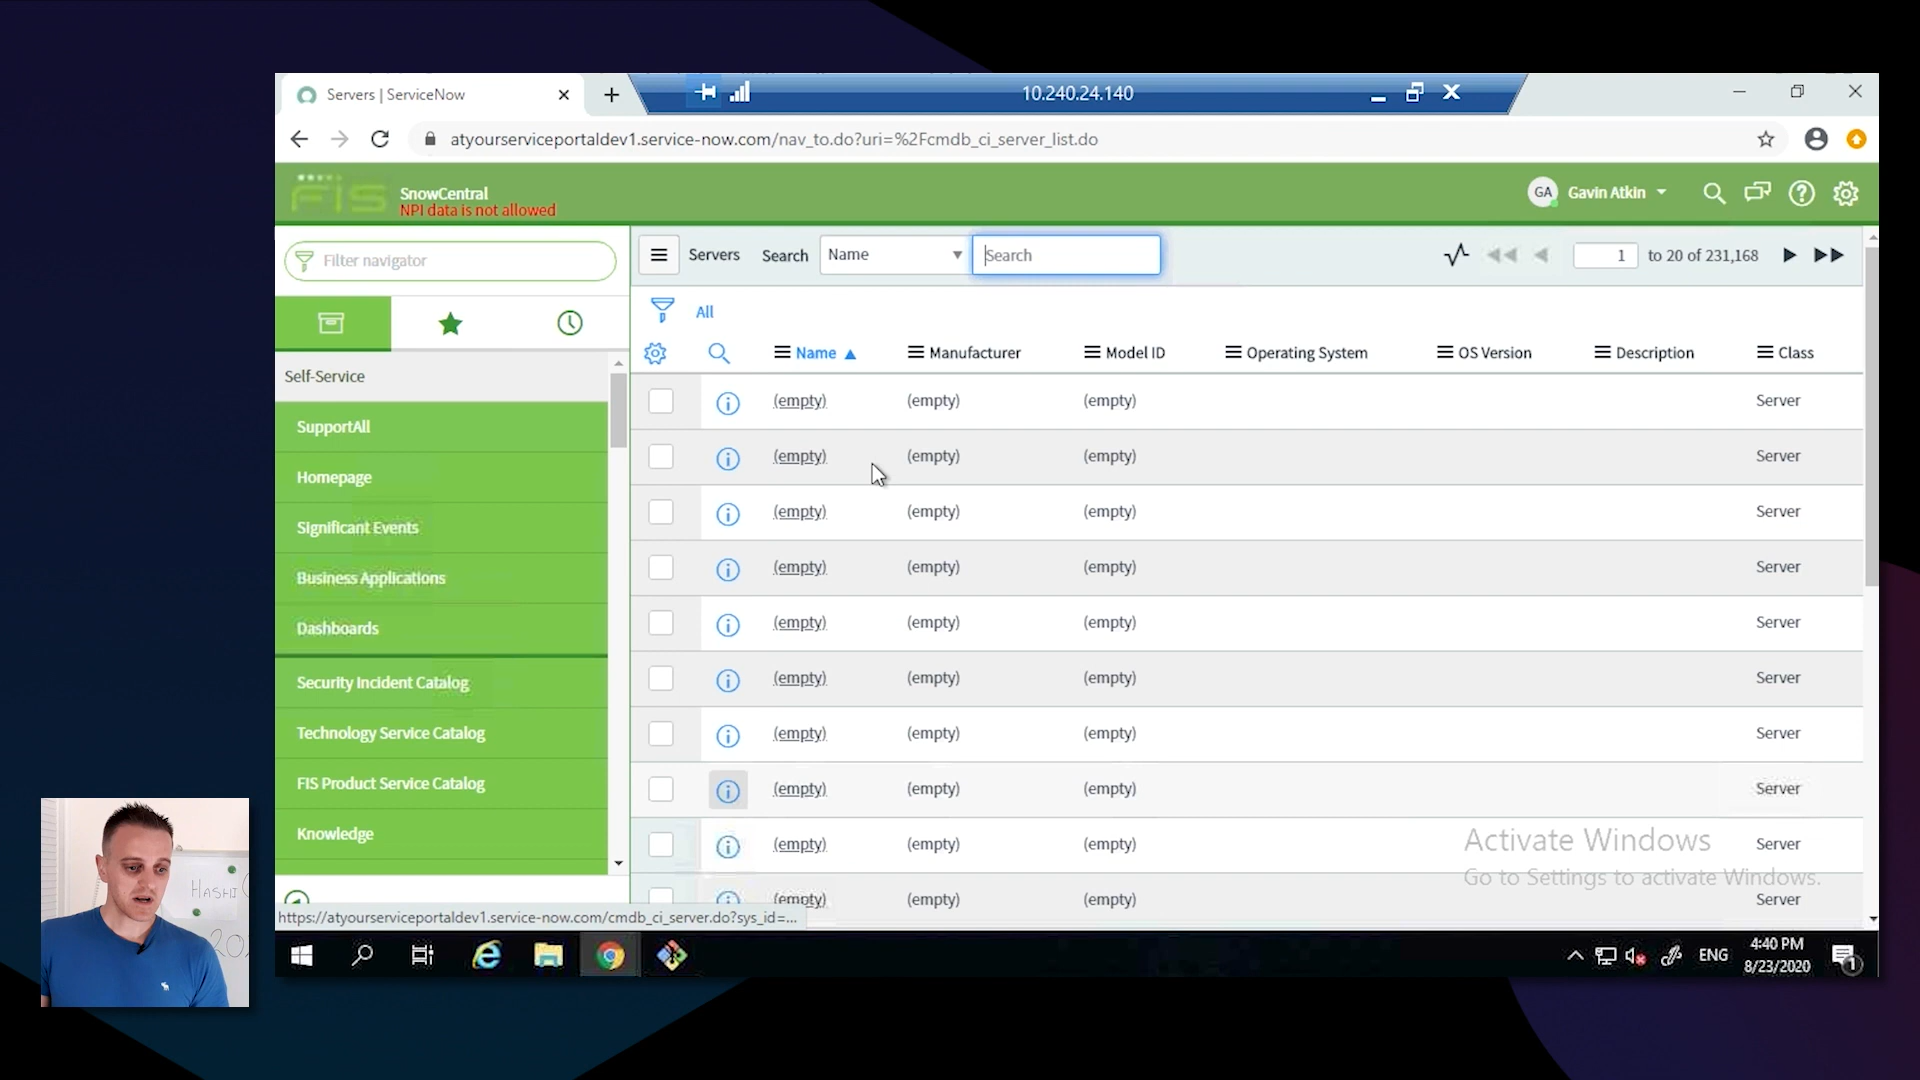 Servers | ServiceNow
10.240.24.140
atyourserviceportaldev1.service-now.com/nav_to.do?uri=%2Fcmdb_ci_server_list.do
FIS
SnowCentral
NPI data is not allowed
GA Gavin Atkin
Filter navigator
Servers Search Name Search 1 to 20 of 231,168
All
Name Manufacturer Model ID Operating System OS Version Description Class
Self-Service
SupportAll
Homepage
Significant Events
Business Applications
Dashboards
Security Incident Catalog
Technology Service Catalog
FIS Product Service Catalog
Knowledge
(empty) (empty) (empty) Server
(empty) (empty) (empty) Server
(empty) (empty) (empty) Server
(empty) (empty) (empty) Server
(empty) (empty) (empty) Server
(empty) (empty) (empty) Server
(empty) (empty) (empty) Server
(empty) (empty) (empty) Server
(empty) (empty) (empty) Server
(empty) (empty) (empty) Server
Activate Windows
Go to Settings to activate Windows.
https://atyourserviceportaldev1.service-now.com/cmdb_ci_server.do?sys_id=...
ENG
4:40 PM
8/23/2020
1
HASHI